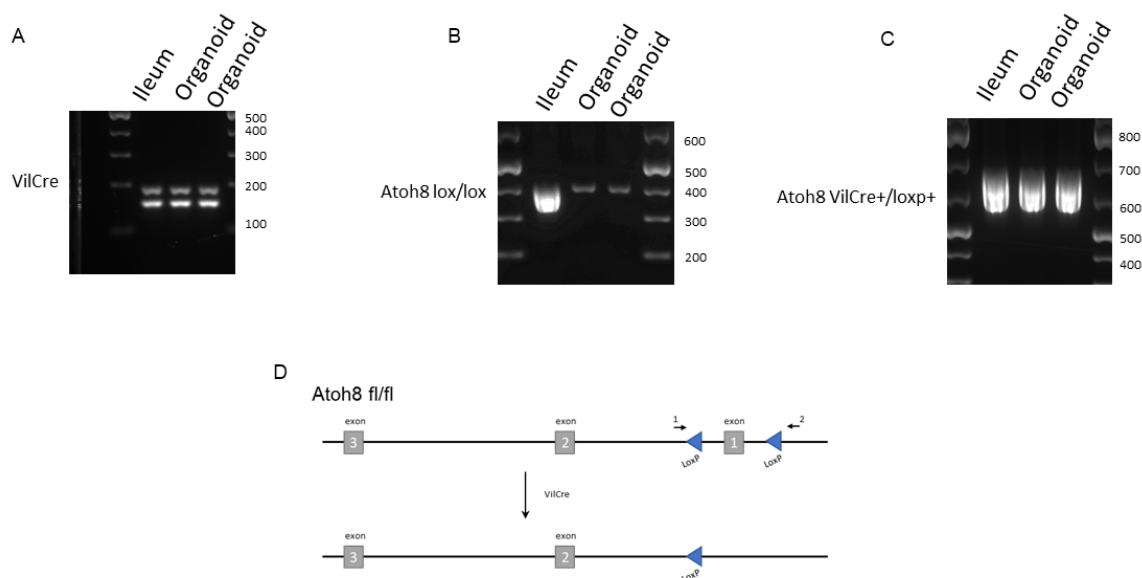 A
Ileum
Organoid
Organoid
VilCre
500
400
300
200
100
B
Ileum
Organoid
Organoid
Atoh8 lox/lox
600
500
400
300
200
C
Ileum
Organoid
Organoid
Atoh8 VilCre+/loxp+
800
700
600
500
400
D
Atoh8 fl/fl
exon
3
exon
2
1
LoxP
exon
1
2
LoxP
VilCre
exon
3
exon
2
LoxP